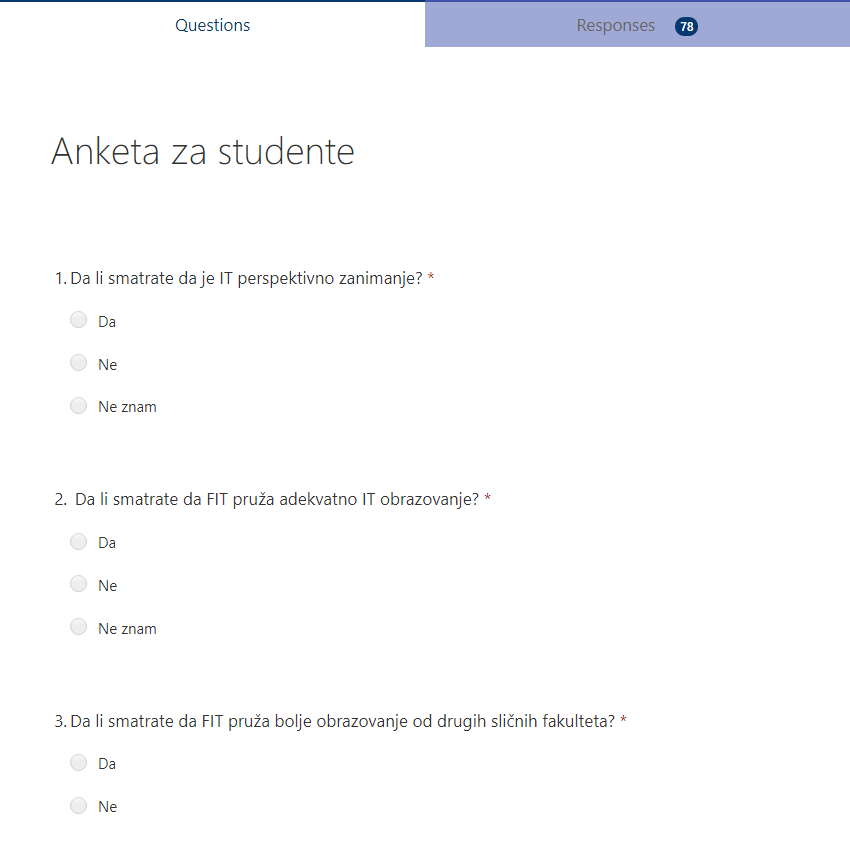 Questions
Responses 78
Anketa za studente
1. Da li smatrate da je IT perspektivno zanimanje? *
Da
Ne
Ne znam
2. Da li smatrate da FIT pruža adekvatno IT obrazovanje? *
Da
Ne
Ne znam
3. Da li smatrate da FIT pruža bolje obrazovanje od drugih sličnih fakulteta? *
Da
Ne